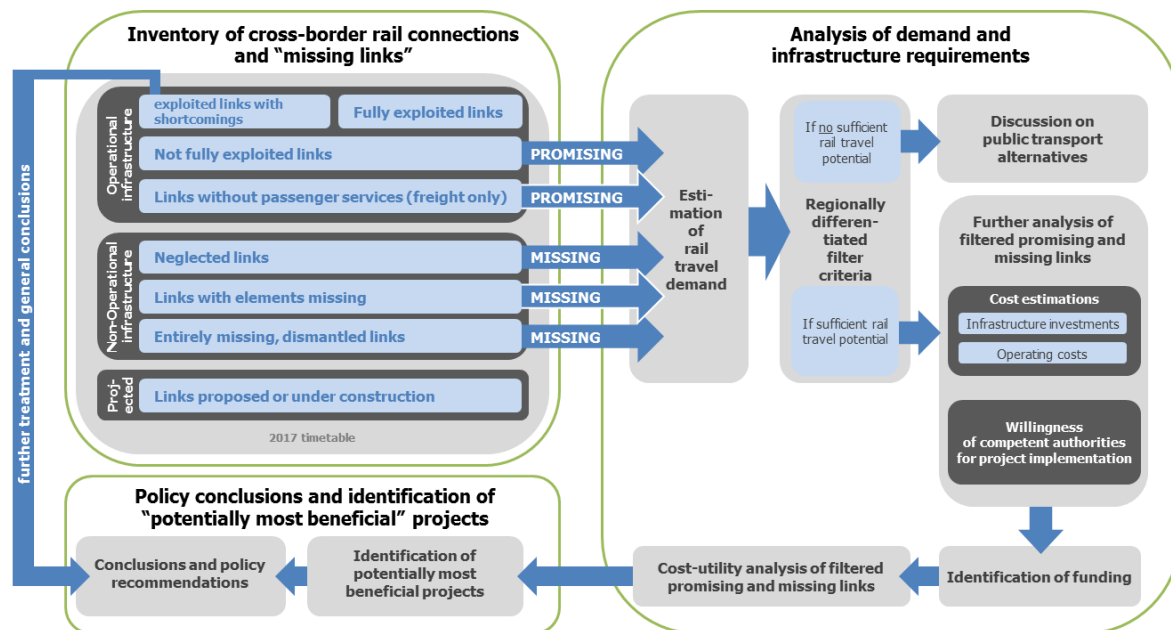 Inventory of cross-border rail connections
and “missing links”
exploited links with
shortcomings
Fully exploited links
Not fully exploited links
Links without passenger services (freight only)
Operational
infrastructure
PROMISING
PROMISING
Neglected links
Links with elements missing
Entirely missing, dismantled links
Non-Operational
infrastructure
MISSING
MISSING
MISSING
Proj-
ected
Links proposed or under construction
2017 timetable
further treatment and general conclusions
Analysis of demand and
infrastructure requirements
Esti-
mation
of
rail
travel
demand
If no sufficient
rail travel
potential
Regionally
differen-
tiated
filter
criteria
If sufficient rail
travel potential
Discussion on
public transport
alternatives
Further analysis of
filtered promising and
missing links
Cost estimations
Infrastructure investments
Operating costs
Willingness
of competent authorities
for project implementation
Identification of funding
Cost-utility analysis of filtered
promising and missing links
Policy conclusions and identification of
“potentially most beneficial” projects
Identification of
potentially most
beneficial projects
Conclusions and policy
recommendations